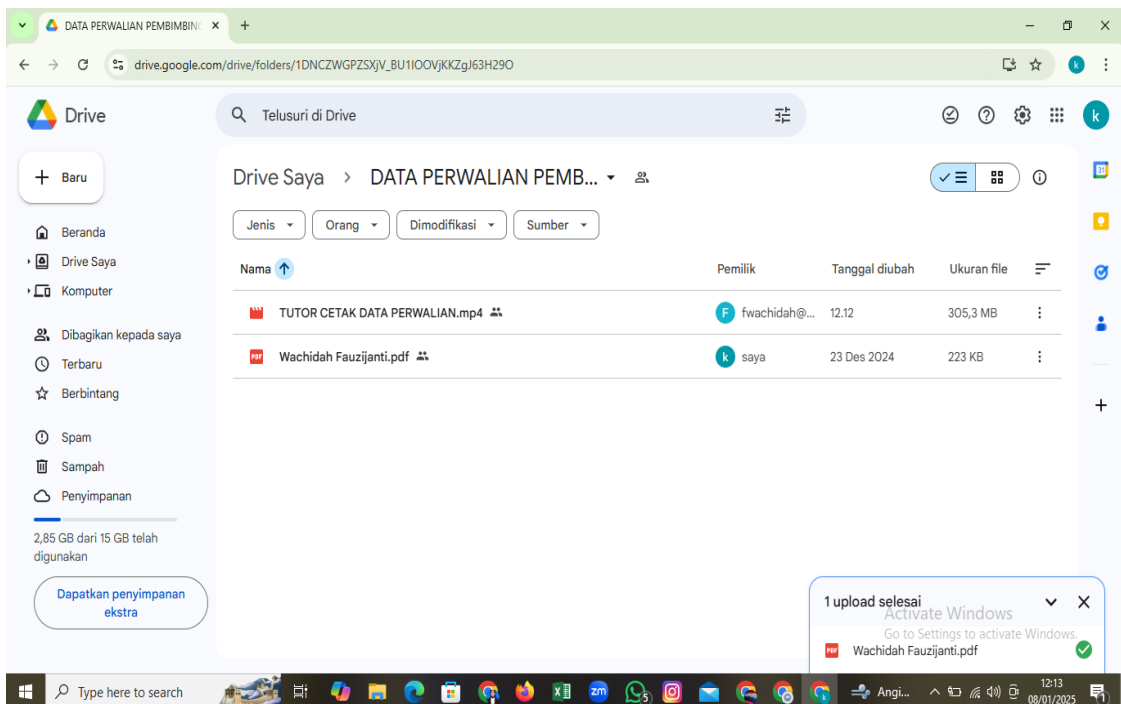 DATA PERWALIAN PEMBIMBING
drive.google.com/drive/folders/1DNCZWGPZSXjV_BU1IOOVjKKZgJ63H29O
k
Drive
Telusuri di Drive
k
Baru
Drive Saya > DATA PERWALIAN PEMB...
31
Jenis Orang Dimodifikasi Sumber
Beranda
Drive Saya
Komputer
Dibagikan kepada saya
Terbaru
Berbintang
Spam
Sampah
Penyimpanan
2,85 GB dari 15 GB telah
digunakan
Dapatkan penyimpanan
ekstra
Nama Pemilik Tanggal diubah Ukuran file
TUTOR CETAK DATA PERWALIAN.mp4 F fwachidah@... 12.12 305,3 MB
PDF Wachidah Fauzijanti.pdf k saya 23 Des 2024 223 KB
1 upload selesai
Activate Windows
Go to Settings to activate Windows.
PDF Wachidah Fauzijanti.pdf
Type here to search
zm
5
Angi...
12:13
08/01/2025